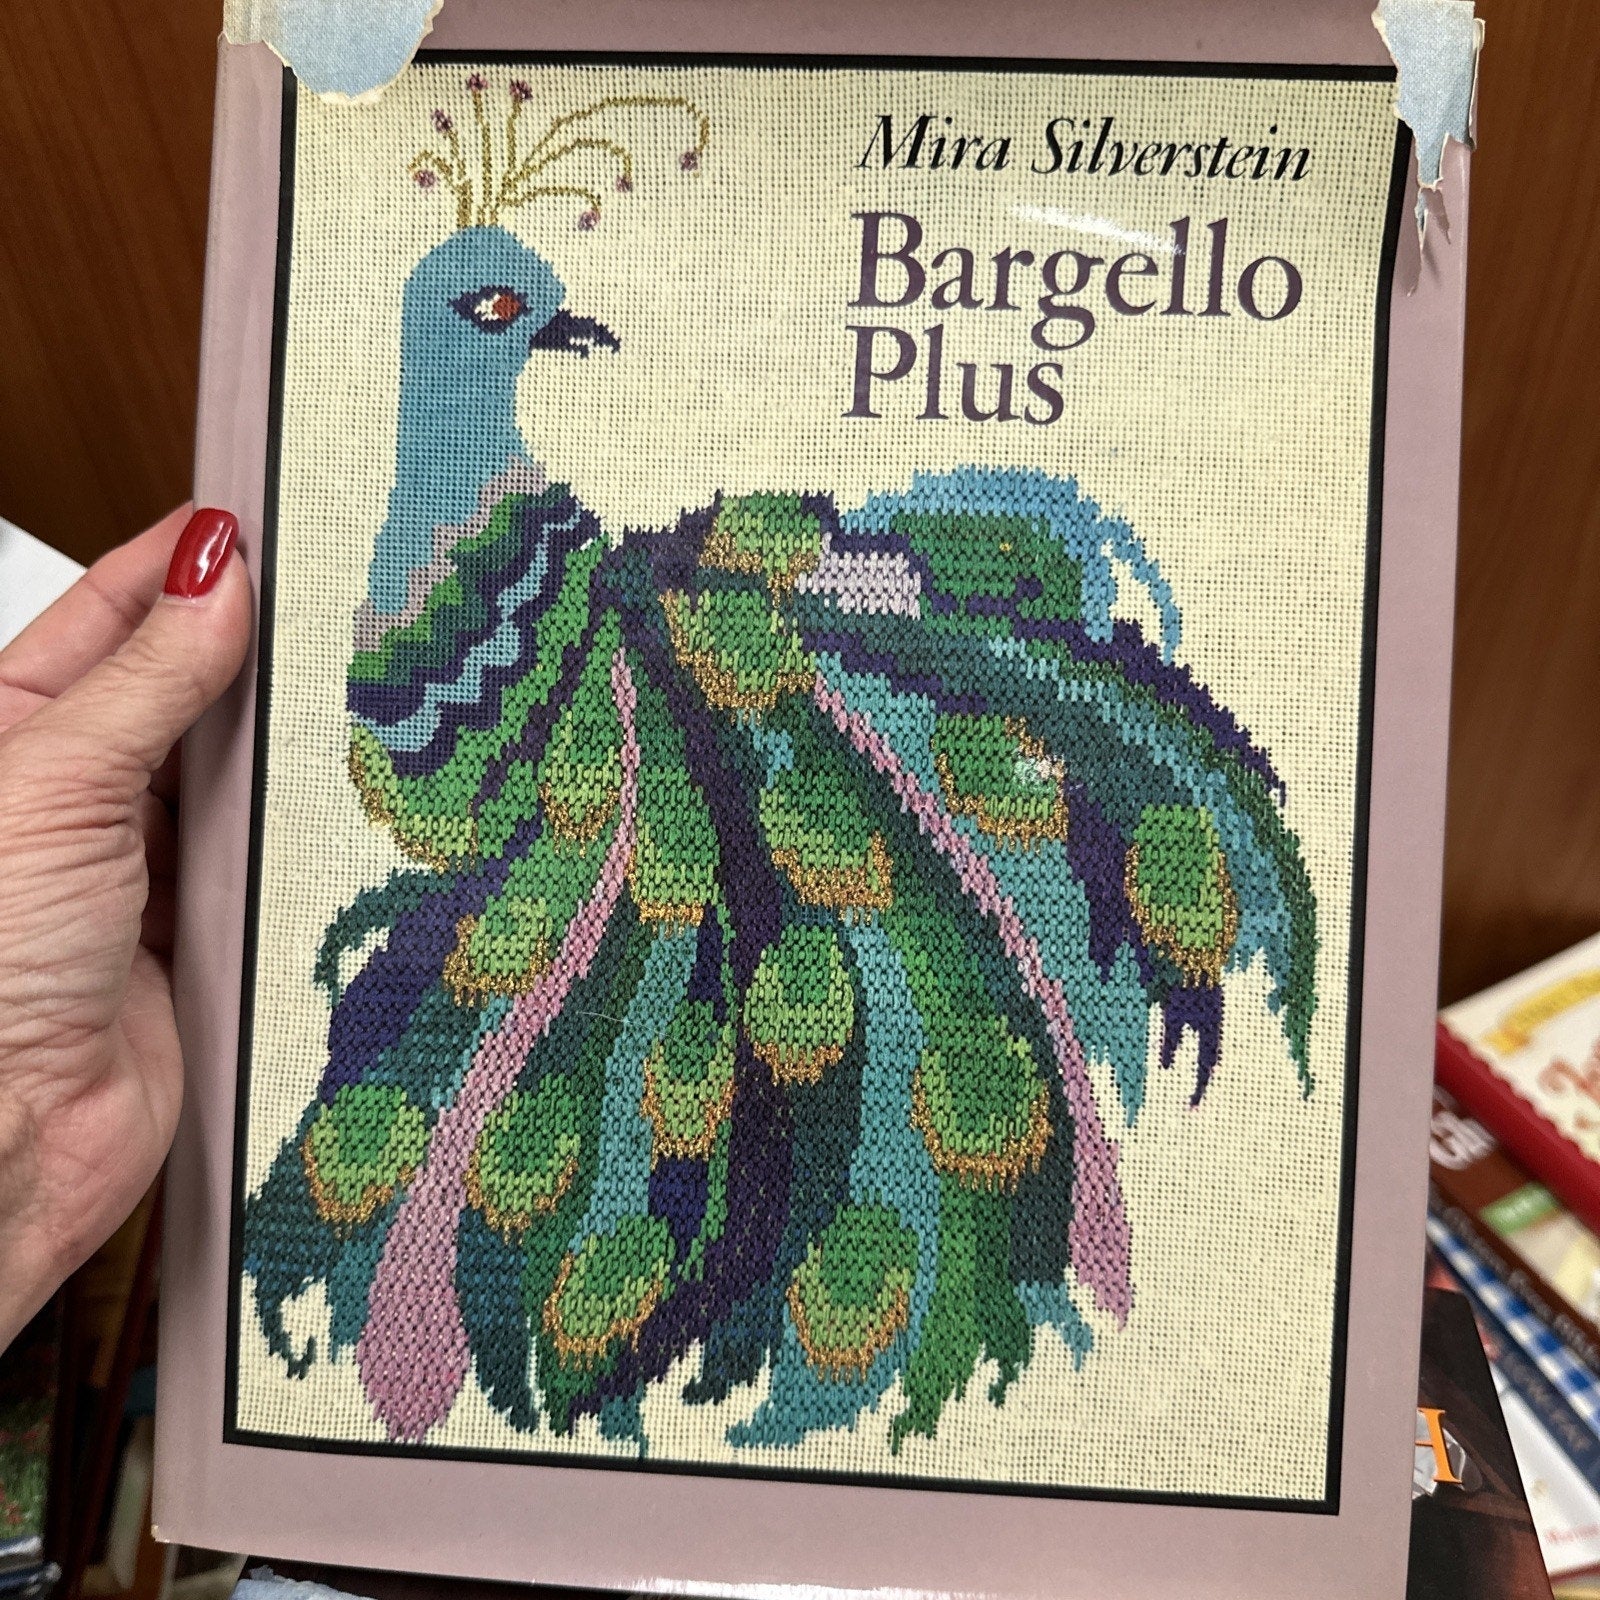 Mira Silverstein
Bargello
Plus